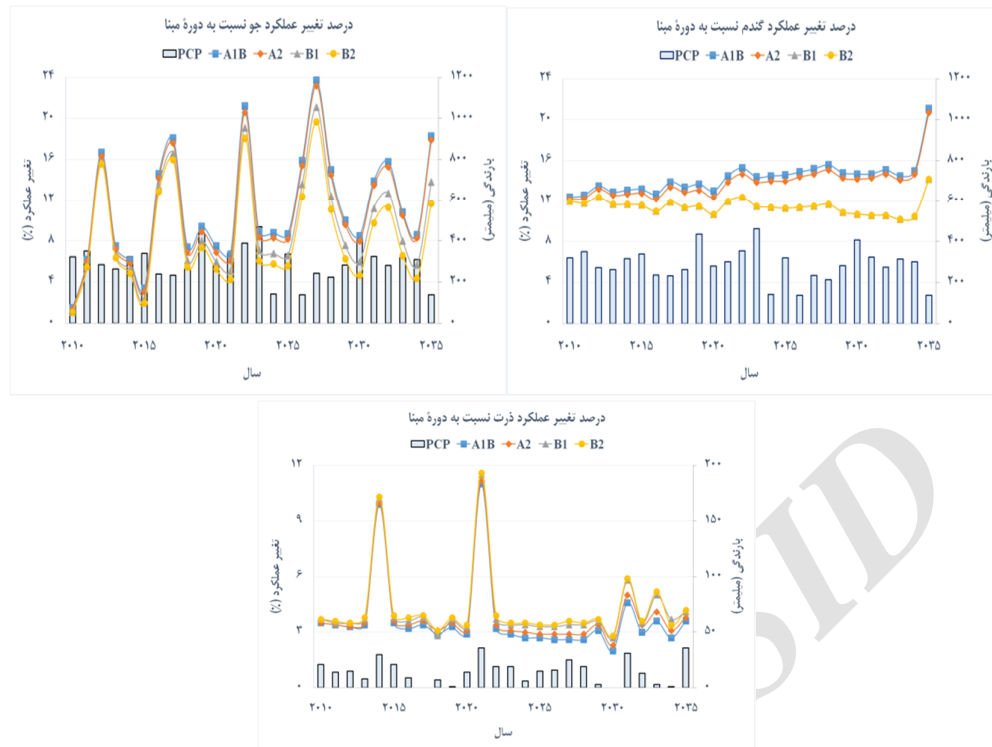 درصد تغییر عملکرد جو نسبت به دورهٔ مبنا
PCP A1B A2 B1 B2
تغییر عملکرد (%)
۲۴
۲۰
۱۶
۱۲
۸
۴
۰
بارندگی (میلیمتر)
۱۲۰۰
۱۰۰۰
۸۰۰
۶۰۰
۴۰۰
۲۰۰
۰
۲۰۱۰ ۲۰۱۵ ۲۰۲۰ ۲۰۲۵ ۲۰۳۰ ۲۰۳۵
سال
درصد تغییر عملکرد گندم نسبت به دورهٔ مبنا
PCP A1B A2 B1 B2
تغییر عملکرد (%)
۲۴
۲۰
۱۶
۱۲
۸
۴
۰
بارندگی (میلیمتر)
۱۲۰۰
۱۰۰۰
۸۰۰
۶۰۰
۴۰۰
۲۰۰
۰
۲۰۱۰ ۲۰۱۵ ۲۰۲۰ ۲۰۲۵ ۲۰۳۰ ۲۰۳۵
سال
درصد تغییر عملکرد ذرت نسبت به دورهٔ مبنا
PCP A1B A2 B1 B2
تغییر عملکرد (%)
۱۲
۹
۶
۳
۰
بارندگی (میلیمتر)
۲۰۰
۱۵۰
۱۰۰
۵۰
۰
۲۰۱۰ ۲۰۱۵ ۲۰۲۰ ۲۰۲۵ ۲۰۳۰ ۲۰۳۵
سال
SID